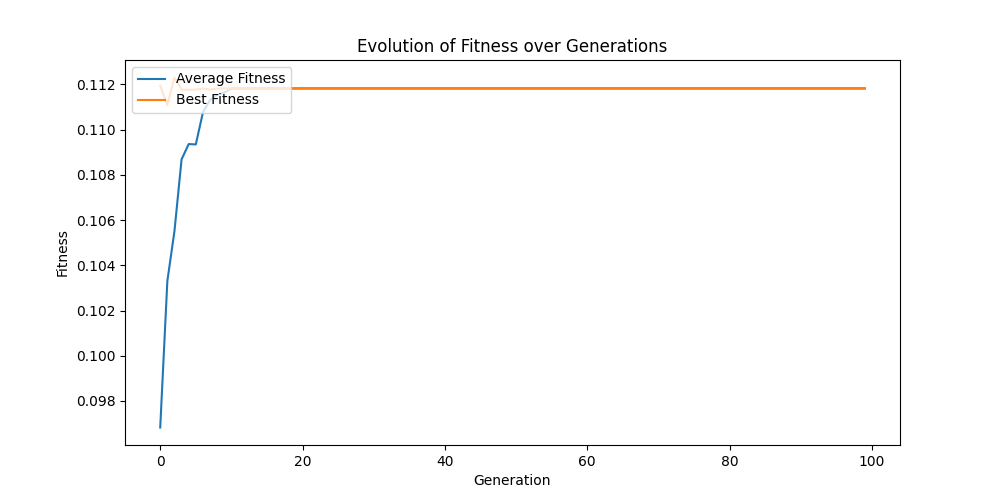 Evolution of Fitness over Generations
Average Fitness
Best Fitness
0.112
0.110
0.108
0.106
0.104
0.102
0.100
0.098
Fitness
0 20 40 60 80 100
Generation